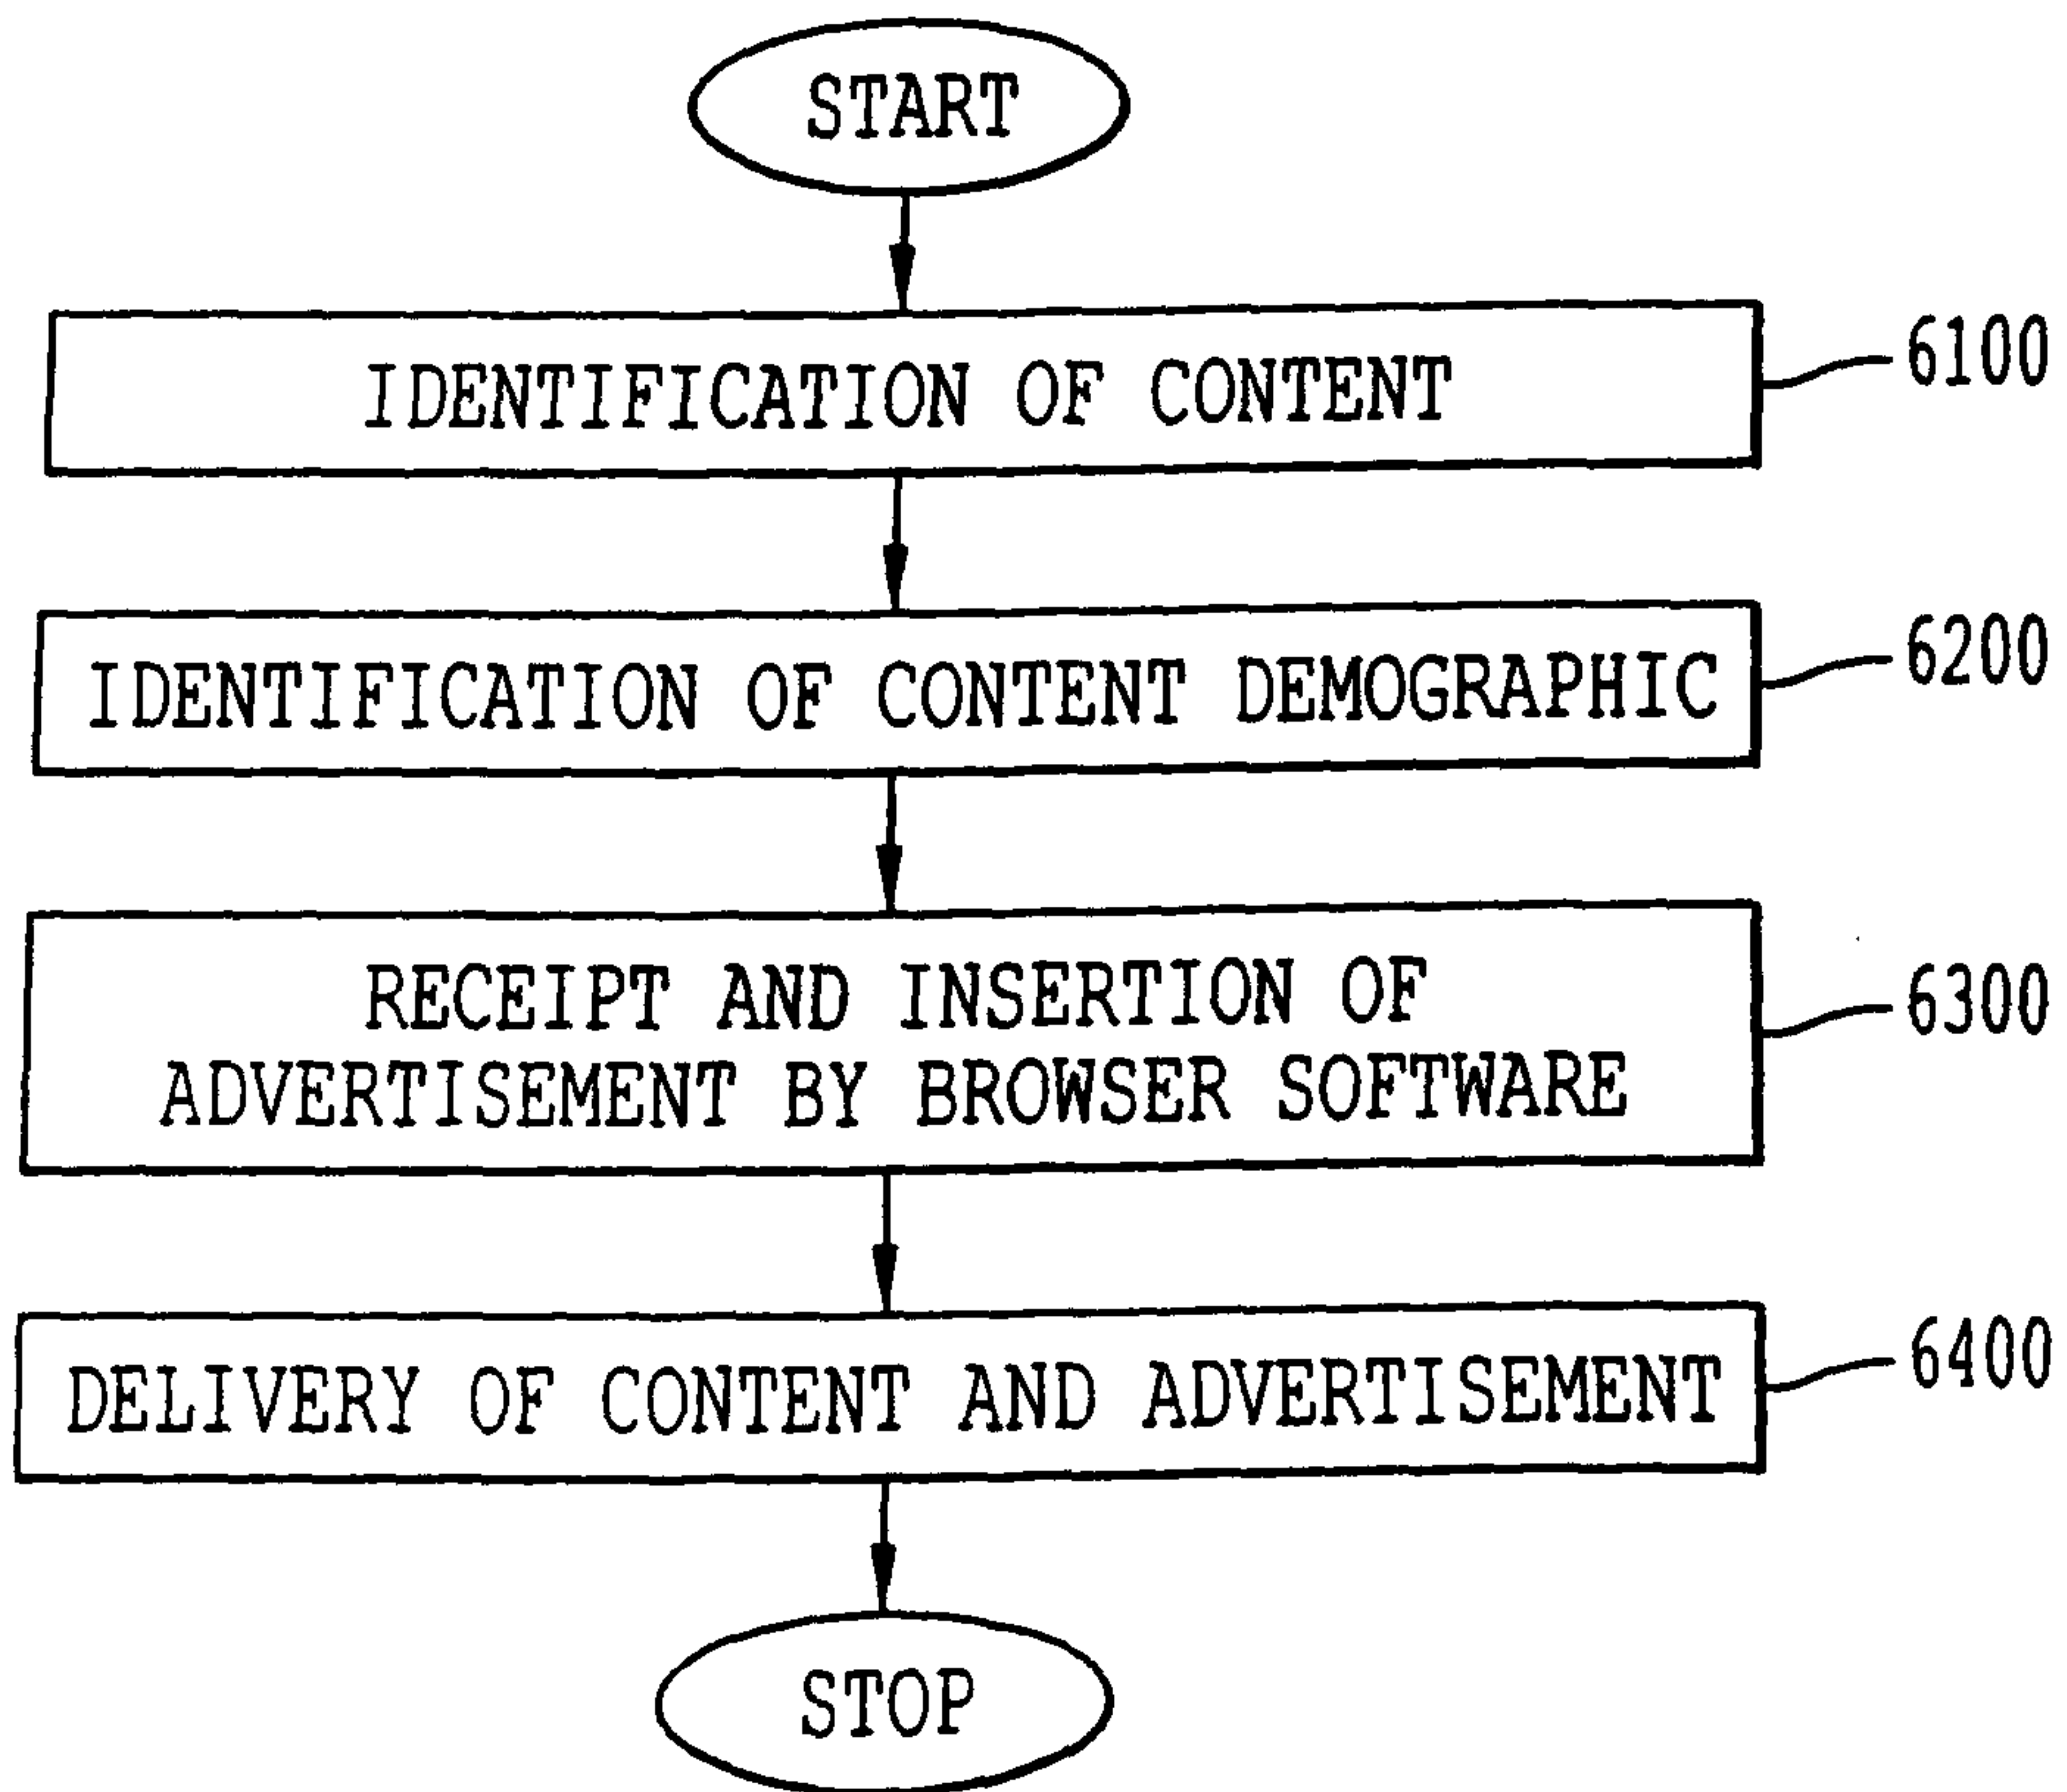 START
IDENTIFICATION OF CONTENT
6100
IDENTIFICATION OF CONTENT DEMOGRAPHIC
6200
RECEIPT AND INSERTION OF
ADVERTISEMENT BY BROWSER SOFTWARE
6300
DELIVERY OF CONTENT AND ADVERTISEMENT
6400
STOP